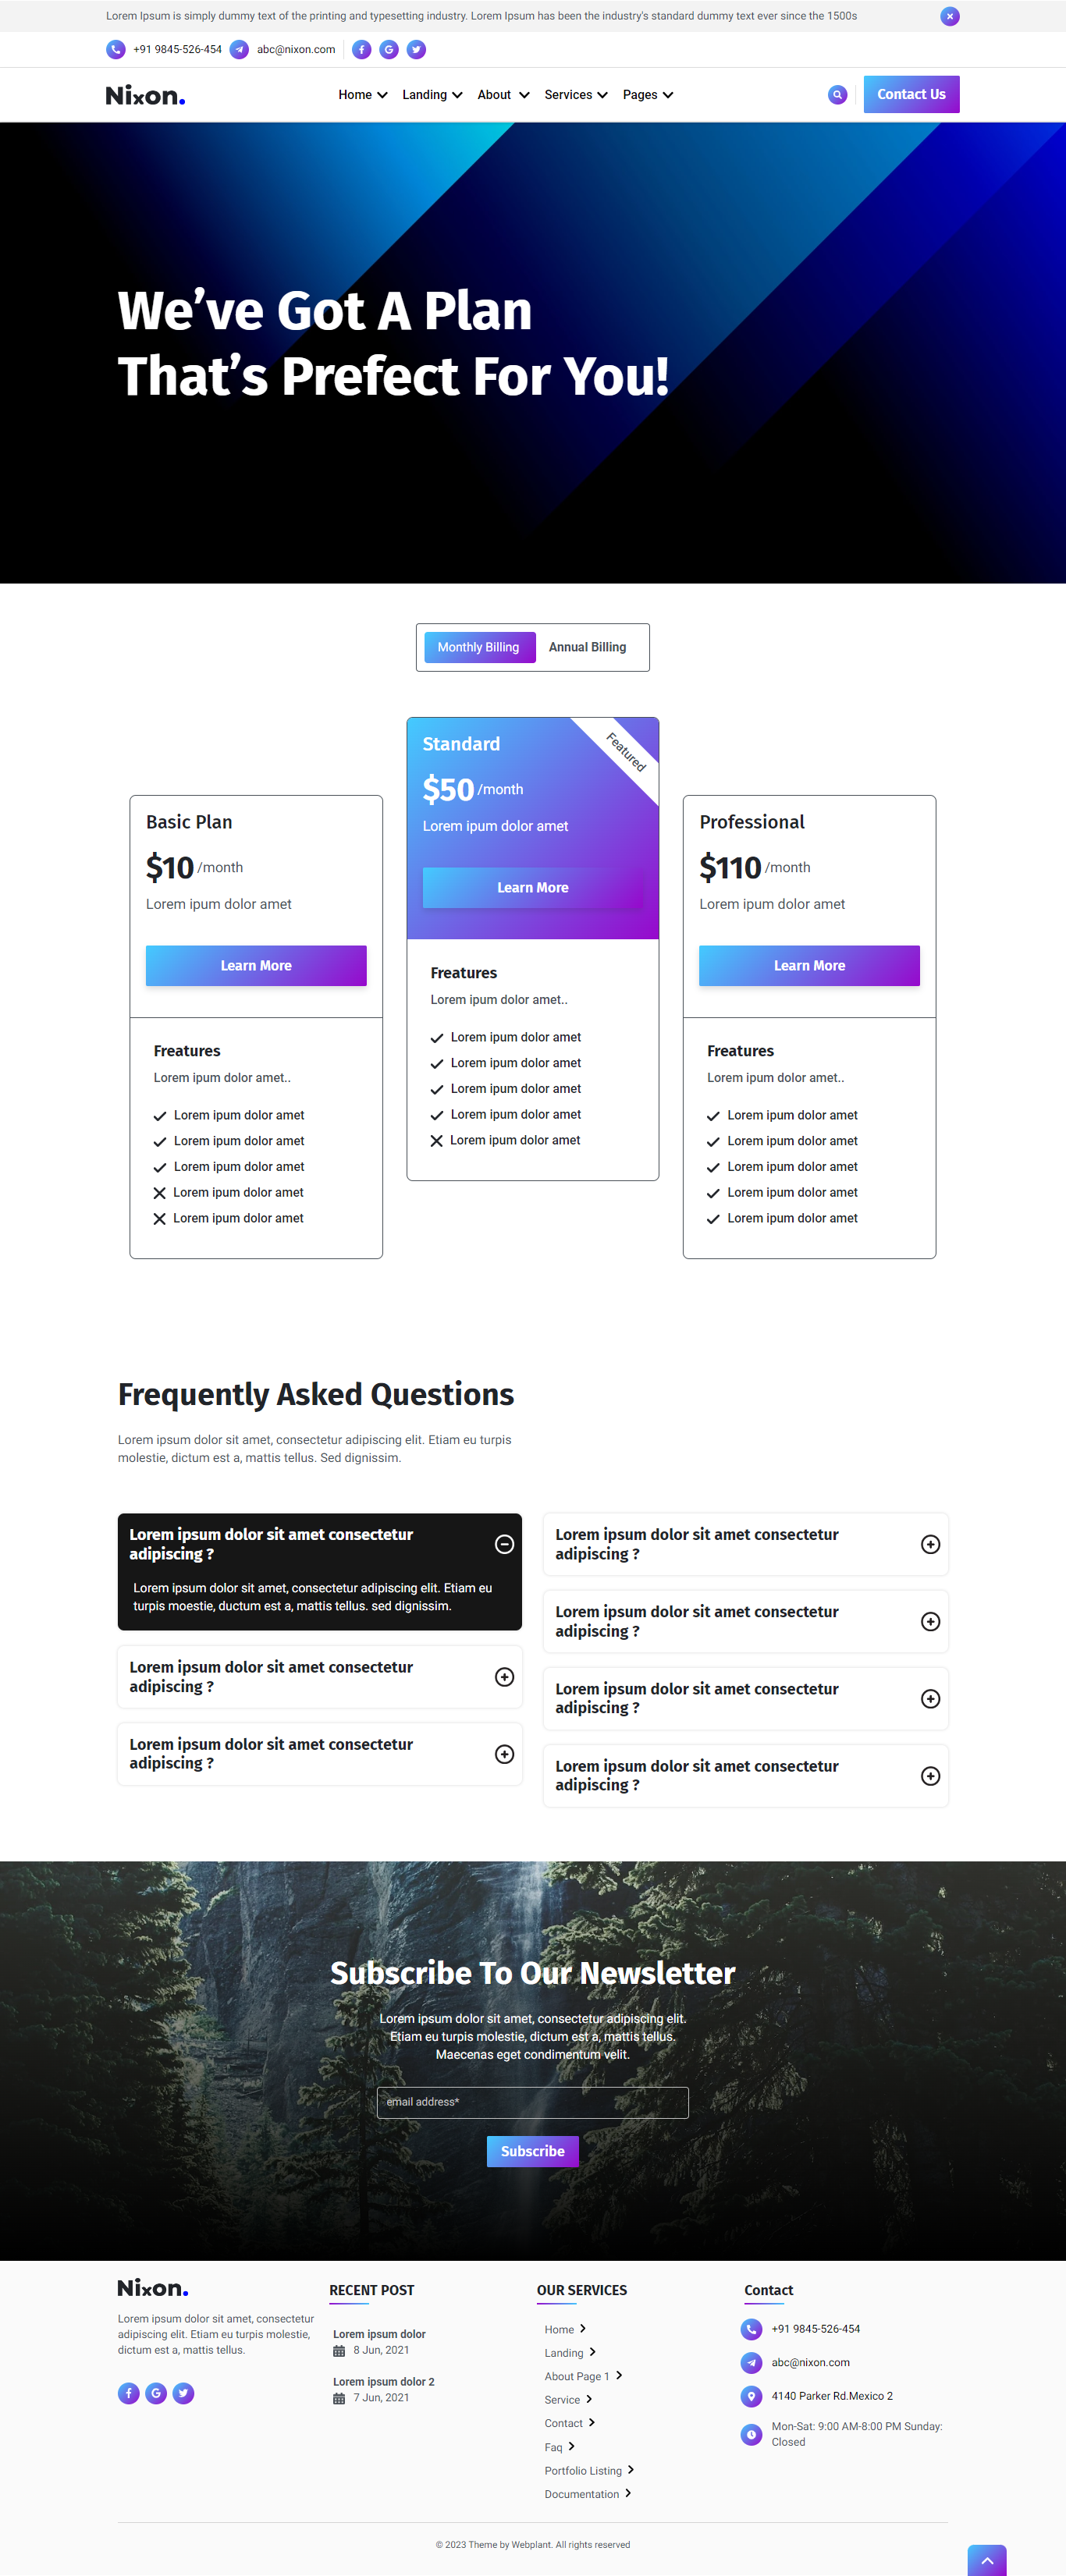 Lorem Ipsum is simply dummy text of the printing and typesetting industry. Lorem Ipsum has been the industry's standard dummy text ever since the 1500s
+91 9845-526-454 abc@nixon.com
Nixon.
Home Landing About Services Pages
Contact Us
We've Got A Plan
That's Prefect For You!
Monthly Billing Annual Billing
Basic Plan
$10 /month
Lorem ipum dolor amet
Learn More
Freatures
Lorem ipum dolor amet..
Lorem ipum dolor amet
Lorem ipum dolor amet
Lorem ipum dolor amet
Lorem ipum dolor amet
Lorem ipum dolor amet
Standard
Featured
$50 /month
Lorem ipum dolor amet
Learn More
Freatures
Lorem ipum dolor amet..
Lorem ipum dolor amet
Lorem ipum dolor amet
Lorem ipum dolor amet
Lorem ipum dolor amet
Lorem ipum dolor amet
Professional
$110 /month
Lorem ipum dolor amet
Learn More
Freatures
Lorem ipum dolor amet..
Lorem ipum dolor amet
Lorem ipum dolor amet
Lorem ipum dolor amet
Lorem ipum dolor amet
Lorem ipum dolor amet
Frequently Asked Questions
Lorem ipsum dolor sit amet, consectetur adipiscing elit. Etiam eu turpis
molestie, dictum est a, mattis tellus. Sed dignissim.
Lorem ipsum dolor sit amet consectetur
adipiscing ?
Lorem ipsum dolor sit amet, consectetur adipiscing elit. Etiam eu
turpis moestie, ductum est a, mattis tellus. sed dignissim.
Lorem ipsum dolor sit amet consectetur
adipiscing ?
Lorem ipsum dolor sit amet consectetur
adipiscing ?
Lorem ipsum dolor sit amet consectetur
adipiscing ?
Lorem ipsum dolor sit amet consectetur
adipiscing ?
Lorem ipsum dolor sit amet consectetur
adipiscing ?
Lorem ipsum dolor sit amet consectetur
adipiscing ?
Subscribe To Our Newsletter
Lorem ipsum dolor sit amet, consectetur adipiscing elit.
Etiam eu turpis molestie, dictum est a, mattis tellus.
Maecenas eget condimentum velit.
email address*
Subscribe
Nixon.
Lorem ipsum dolor sit amet, consectetur
adipiscing elit. Etiam eu turpis molestie,
dictum est a, mattis tellus.
RECENT POST
Lorem ipsum dolor
8 Jun, 2021
Lorem ipsum dolor 2
7 Jun, 2021
OUR SERVICES
Home
Landing
About Page 1
Service
Contact
Faq
Portfolio Listing
Documentation
Contact
+91 9845-526-454
abc@nixon.com
4140 Parker Rd.Mexico 2
Mon-Sat: 9:00 AM-8:00 PM Sunday:
Closed
© 2023 Theme by Webplant. All rights reserved